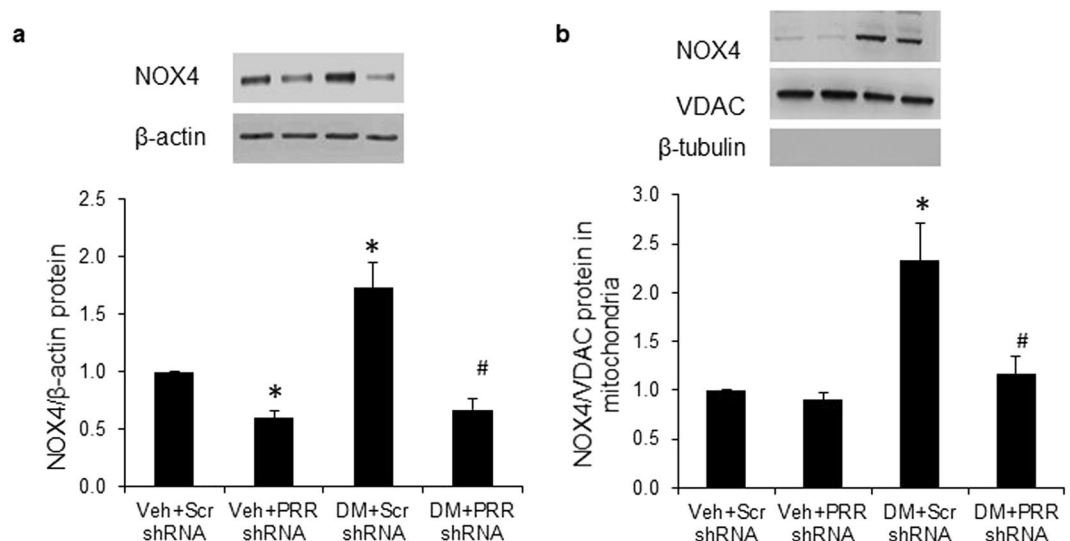 a
NOX4
β-actin
NOX4/β-actin protein
2.5
2.0
1.5
1.0
0.5
0.0
*
*
#
Veh+Scr shRNA
Veh+PRR shRNA
DM+Scr shRNA
DM+PRR shRNA
b
NOX4
VDAC
β-tubulin
NOX4/VDAC protein in
mitochondria
3.0
2.5
2.0
1.5
1.0
0.5
0.0
*
#
Veh+Scr shRNA
Veh+PRR shRNA
DM+Scr shRNA
DM+PRR shRNA